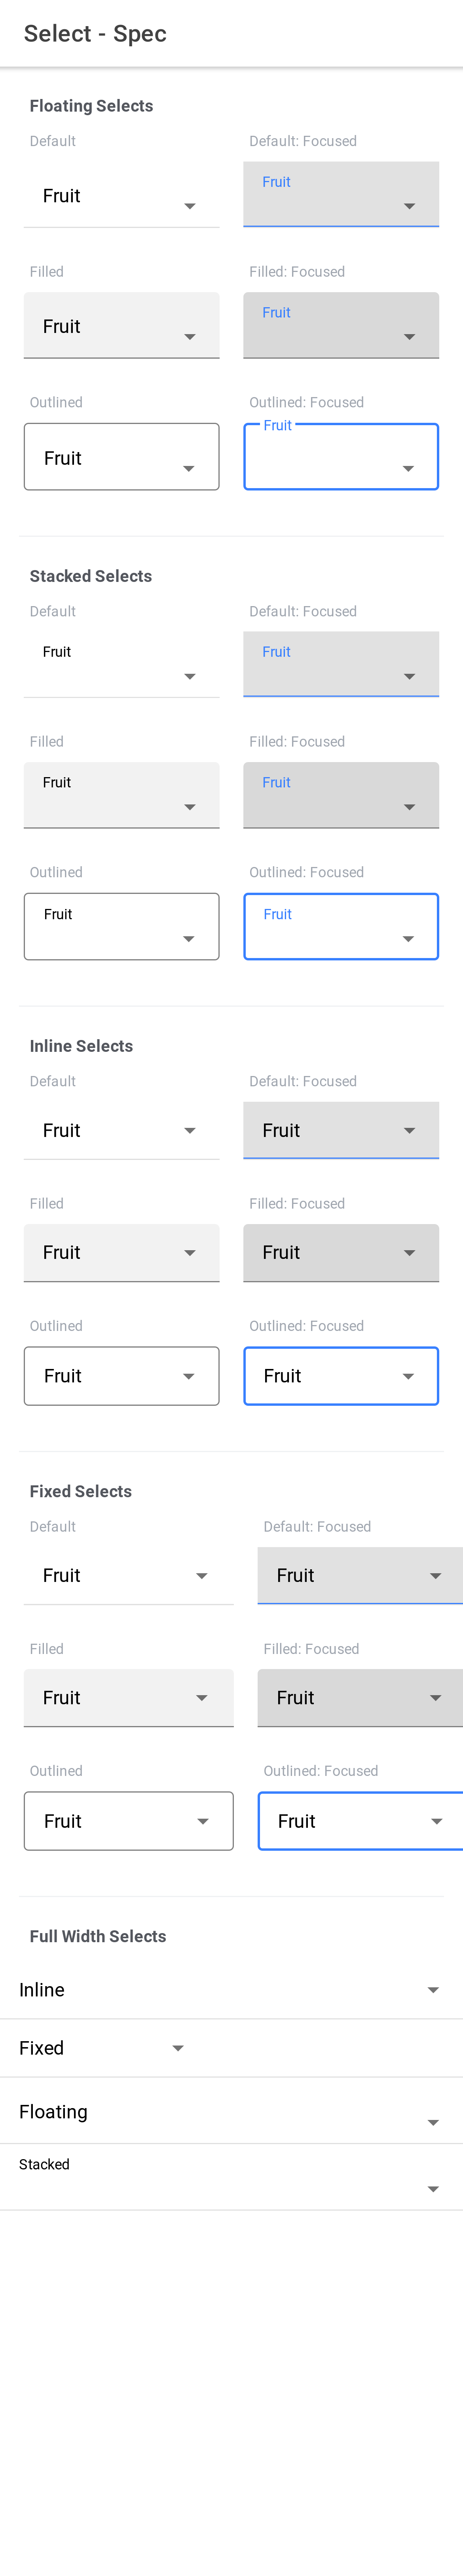 Select - Spec
Floating Selects
Default Default: Focused
Fruit Fruit
Filled Filled: Focused
Fruit Fruit
Outlined Outlined: Focused
Fruit Fruit
Stacked Selects
Default Default: Focused
Fruit Fruit
Filled Filled: Focused
Fruit Fruit
Outlined Outlined: Focused
Fruit Fruit
Inline Selects
Default Default: Focused
Fruit Fruit
Filled Filled: Focused
Fruit Fruit
Outlined Outlined: Focused
Fruit Fruit
Fixed Selects
Default Default: Focused
Fruit Fruit
Filled Filled: Focused
Fruit Fruit
Outlined Outlined: Focused
Fruit Fruit
Full Width Selects
Inline
Fixed
Floating
Stacked